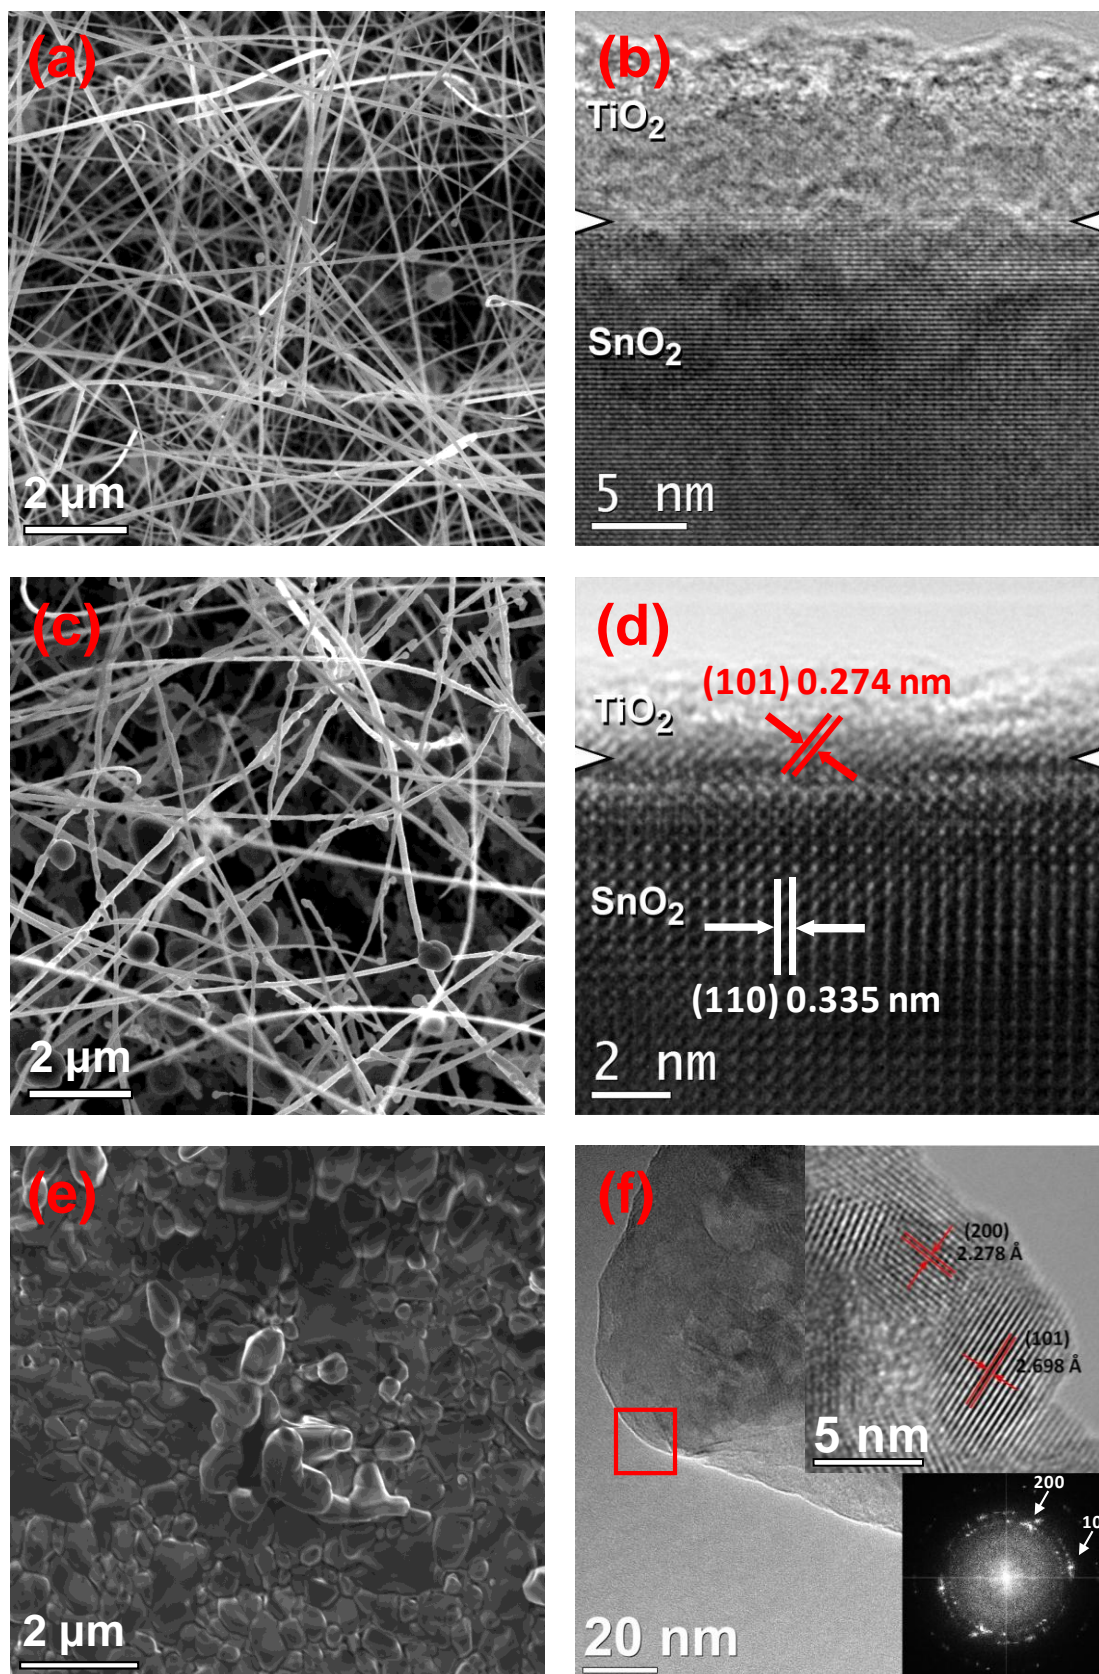 (a)
2 μm
(b)
TiO₂
SnO₂
5 nm
(c)
2 μm
(d)
(101) 0.274 nm
TiO₂
SnO₂
(110) 0.335 nm
2 nm
(e)
2 μm
(f)
(200)
2.278 Å
(101)
2.698 Å
5 nm
200
10
20 nm